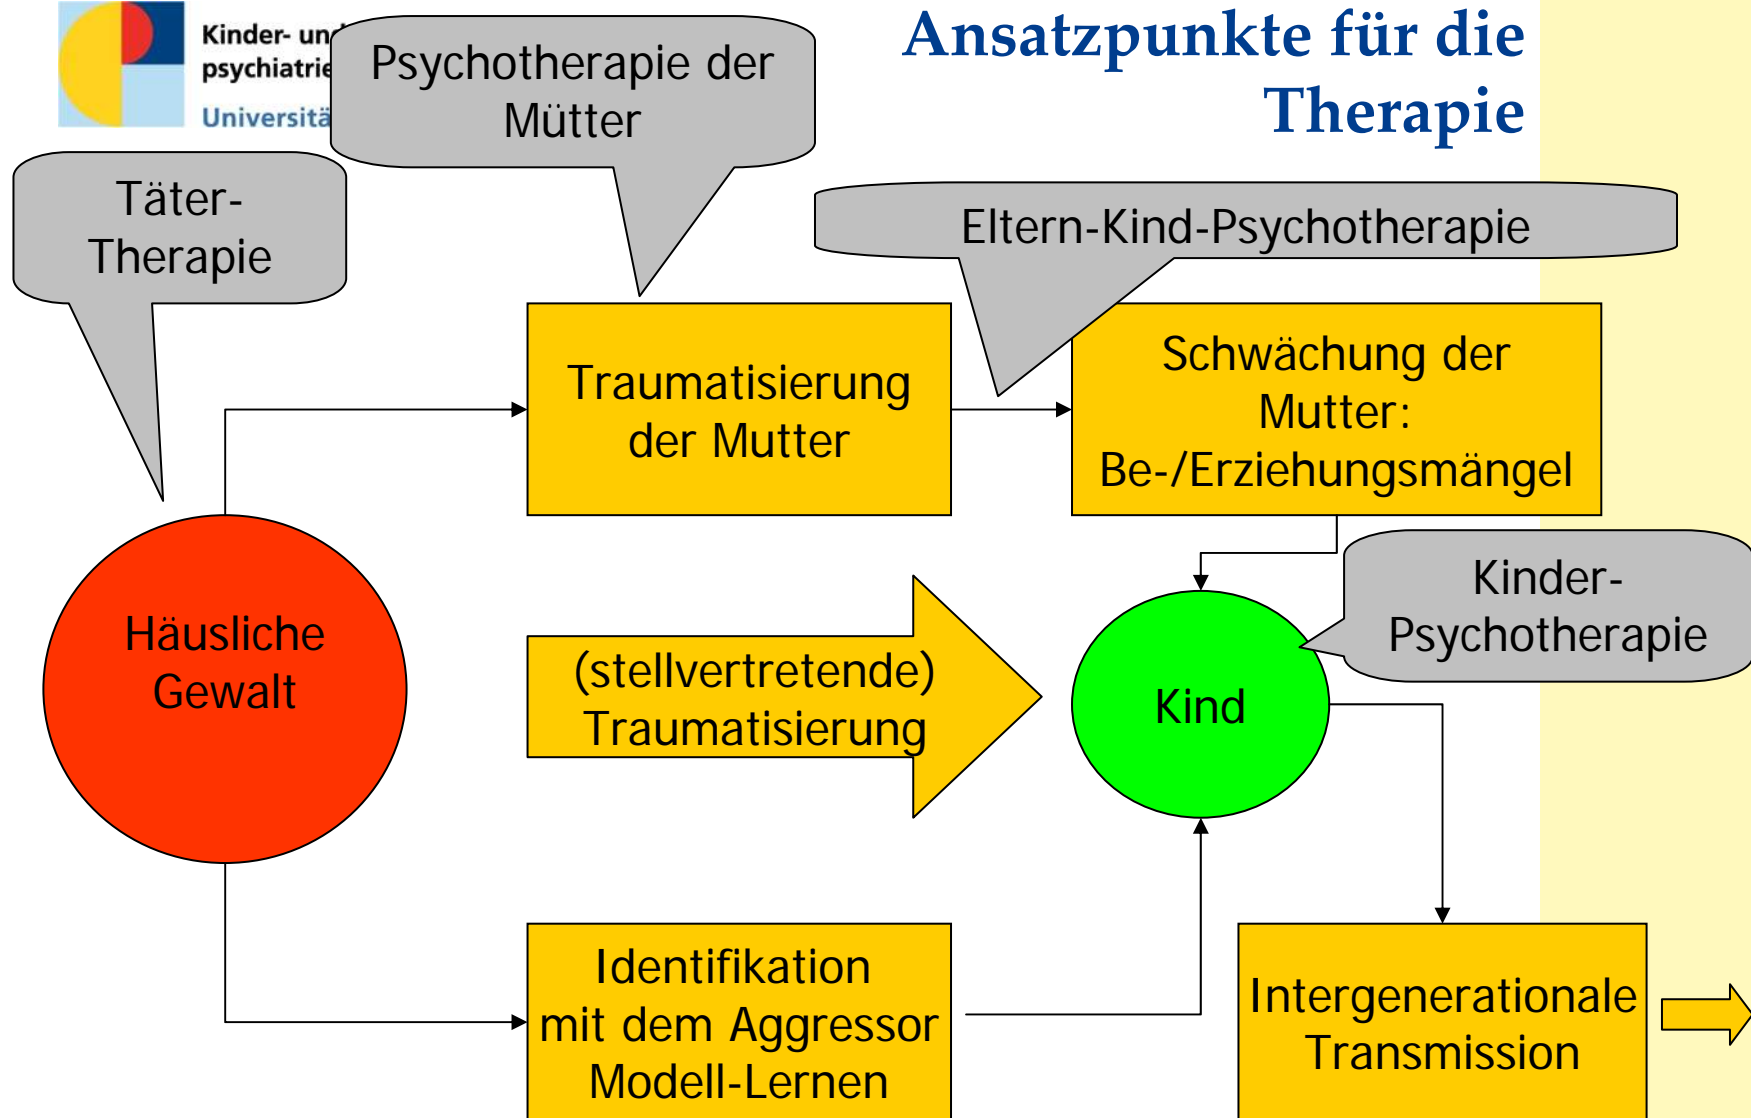 Kinder- un
psychiatrie
Universitä
Ansatzpunkte für die
Therapie
Psychotherapie der
Mütter
Täter-
Therapie
Eltern-Kind-Psychotherapie
Traumatisierung
der Mutter
Schwächung der
Mutter:
Be-/Erziehungsmängel
Häusliche
Gewalt
(stellvertretende)
Traumatisierung
Kind
Kinder-
Psychotherapie
Identifikation
mit dem Aggressor
Modell-Lernen
Intergenerationale
Transmission